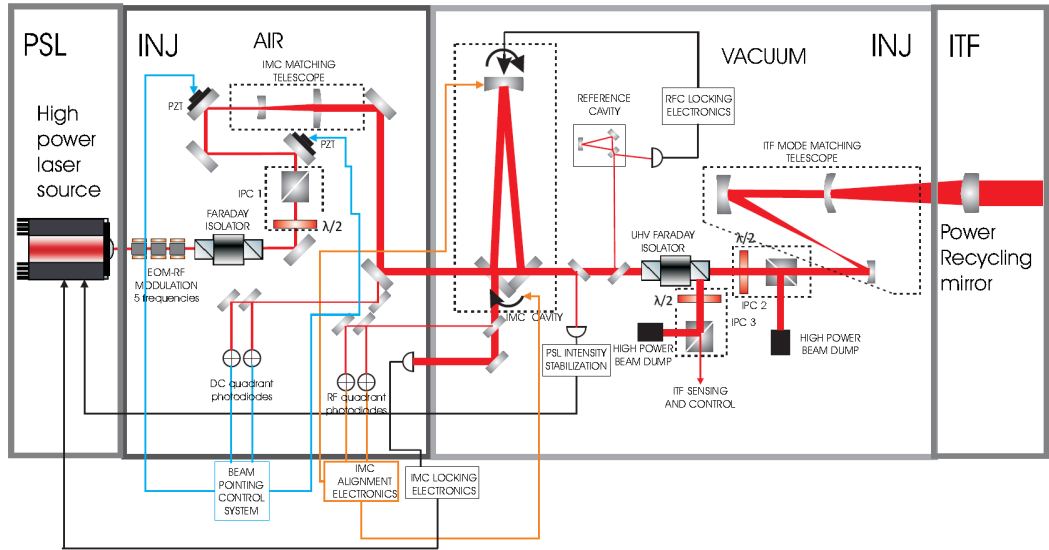 PSL
INJ
AIR
VACUUM
INJ
ITF
High
power
laser
source
IMC MATCHING
TELESCOPE
PZT
PZT
IPC 1
λ/2
FARADAY
ISOLATOR
EOM-RF
MODULATION
5 frequencies
REFERENCE
CAVITY
RFC LOCKING
ELECTRONICS
ITF MODE MATCHING
TELESCOPE
UHV FARADAY
ISOLATOR
λ/2
IPC 2
λ/2
IPC 3
Power
Recycling
mirror
IMC CAVITY
HIGH POWER
BEAM DUMP
HIGH POWER
BEAM DUMP
PSL INTENSITY
STABILIZATION
ITF SENSING
AND CONTROL
DC quadrant
photodiodes
RF quadrant
photodiodes
BEAM
POINTING
CONTROL
SYSTEM
IMC
ALIGNMENT
ELECTRONICS
IMC LOCKING
ELECTRONICS